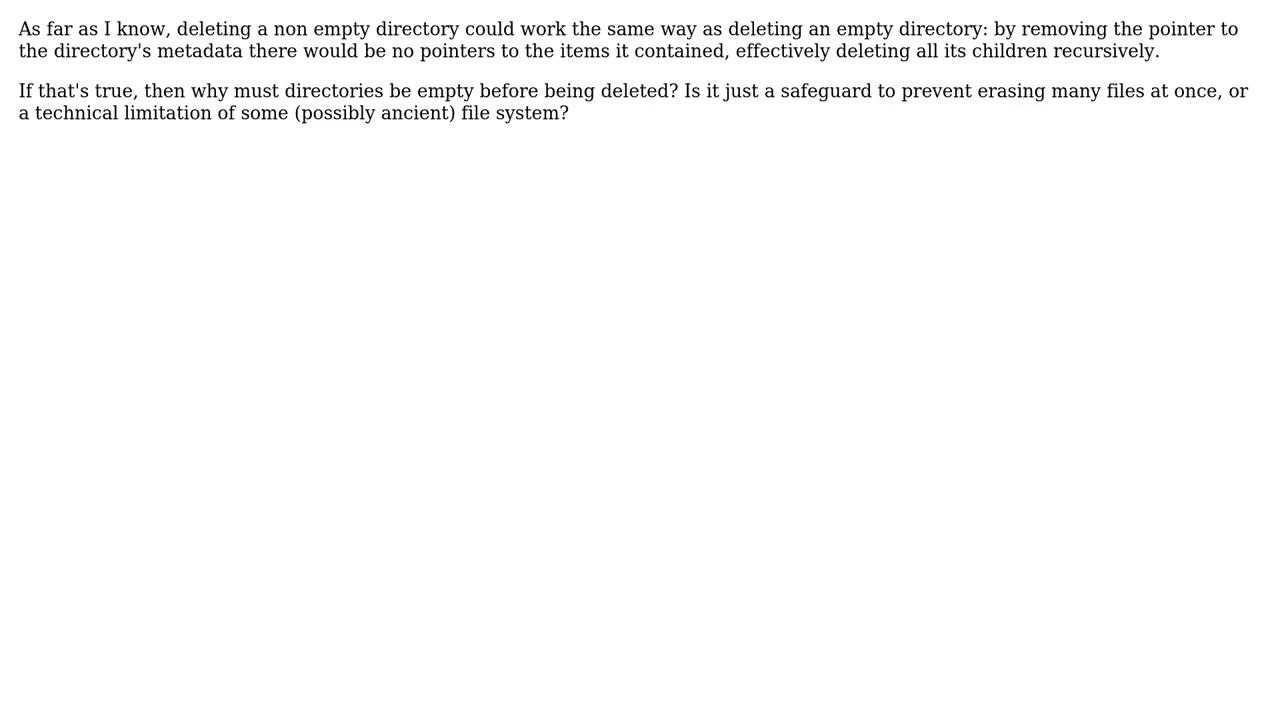 As far as I know, deleting a non empty directory could work the same way as deleting an empty directory: by removing the pointer to
the directory's metadata there would be no pointers to the items it contained, effectively deleting all its children recursively.
If that's true, then why must directories be empty before being deleted? Is it just a safeguard to prevent erasing many files at once, or
a technical limitation of some (possibly ancient) file system?